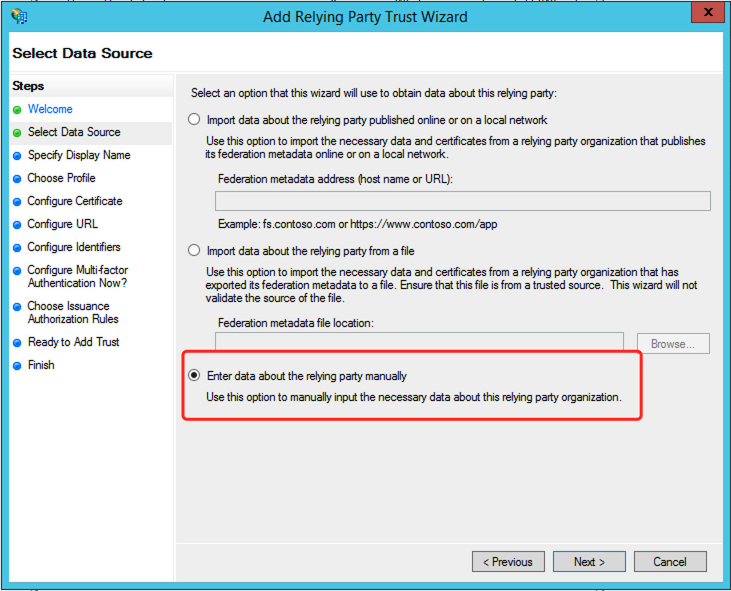 Add Relying Party Trust Wizard
x
Select Data Source
Steps
Welcome
Select Data Source
Specify Display Name
Choose Profile
Configure Certificate
Configure URL
Configure Identifiers
Configure Multi-factor
Authentication Now?
Choose Issuance
Authorization Rules
Ready to Add Trust
Finish
Select an option that this wizard will use to obtain data about this relying party:
Import data about the relying party published online or on a local network
Use this option to import the necessary data and certificates from a relying party organization that publishes
its federation metadata online or on a local network.
Federation metadata address (host name or URL):
Example: fs.contoso.com or https://www.contoso.com/app
Import data about the relying party from a file
Use this option to import the necessary data and certificates from a relying party organization that has
exported its federation metadata to a file. Ensure that this file is from a trusted source.  This wizard will not
validate the source of the file.
Federation metadata file location:
Browse...
Enter data about the relying party manually
Use this option to manually input the necessary data about this relying party organization.
< Previous
Next >
Cancel